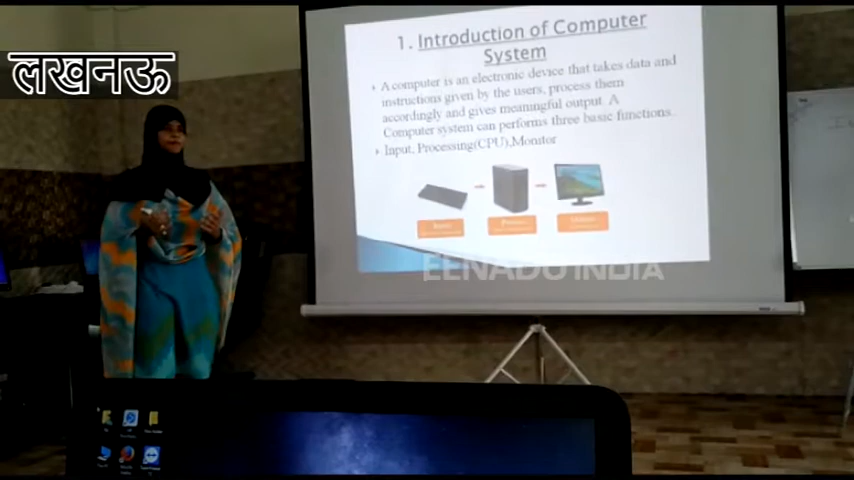 लखनऊ
1. Introduction of Computer
System
• A computer is an electronic device that takes data and
instructions given by the users, process them
accordingly and gives meaningful output. A
Computer system can performs three basic functions.
• Input, Processing(CPU),Monitor
EENADU INDIA